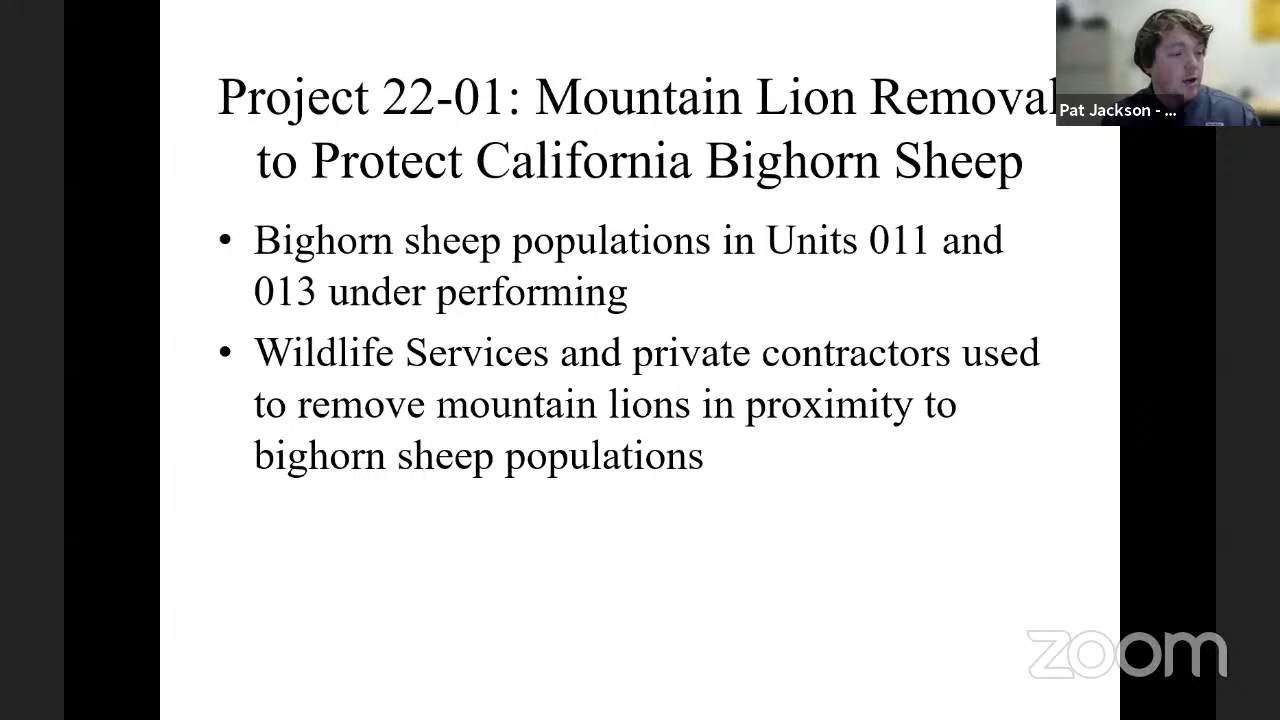 Project 22-01: Mountain Lion Removal
to Protect California Bighorn Sheep
• Bighorn sheep populations in Units 011 and
013 under performing
• Wildlife Services and private contractors used
to remove mountain lions in proximity to
bighorn sheep populations
Pat Jackson - ...
zoom